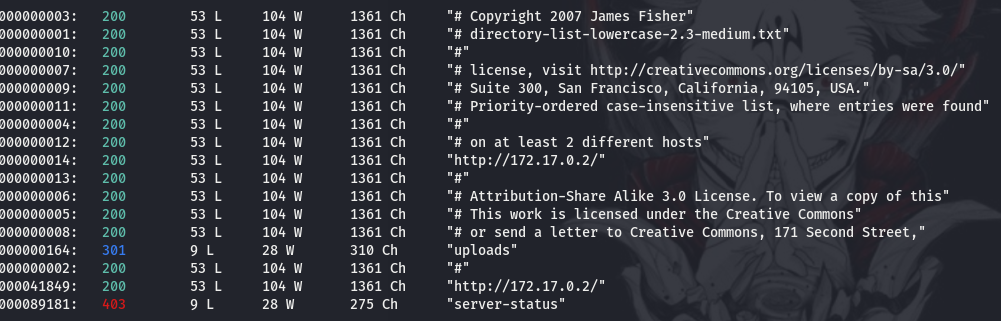 000000003: 200 53 L 104 W 1361 Ch "# Copyright 2007 James Fisher"
000000001: 200 53 L 104 W 1361 Ch "# directory-list-lowercase-2.3-medium.txt"
000000010: 200 53 L 104 W 1361 Ch "#"
000000007: 200 53 L 104 W 1361 Ch "# license, visit http://creativecommons.org/licenses/by-sa/3.0/"
000000009: 200 53 L 104 W 1361 Ch "# Suite 300, San Francisco, California, 94105, USA."
000000011: 200 53 L 104 W 1361 Ch "# Priority-ordered case-insensitive list, where entries were found"
000000004: 200 53 L 104 W 1361 Ch "#"
000000012: 200 53 L 104 W 1361 Ch "# on at least 2 different hosts"
000000014: 200 53 L 104 W 1361 Ch "http://172.17.0.2/"
000000013: 200 53 L 104 W 1361 Ch "#"
000000006: 200 53 L 104 W 1361 Ch "# Attribution-Share Alike 3.0 License. To view a copy of this"
000000005: 200 53 L 104 W 1361 Ch "# This work is licensed under the Creative Commons"
000000008: 200 53 L 104 W 1361 Ch "# or send a letter to Creative Commons, 171 Second Street,"
000000164: 301 9 L 28 W 310 Ch "uploads"
000000002: 200 53 L 104 W 1361 Ch "#"
000041849: 200 53 L 104 W 1361 Ch "http://172.17.0.2/"
000089181: 403 9 L 28 W 275 Ch "server-status"